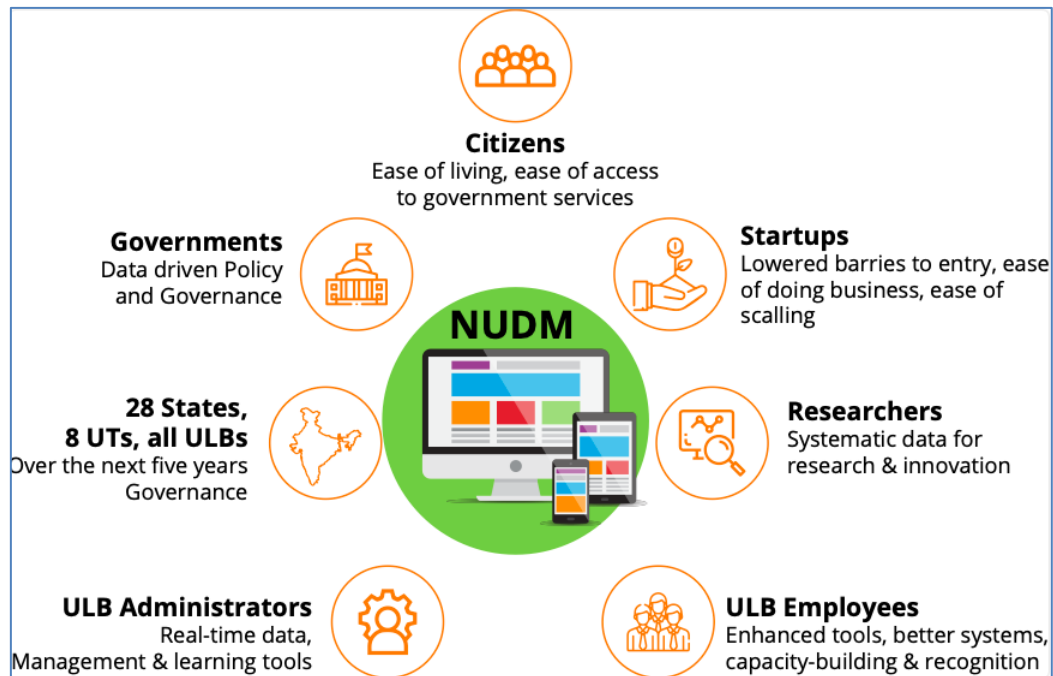 Citizens
Ease of living, ease of access
to government services
Governments
Data driven Policy
and Governance
Startups
Lowered barries to entry, ease
of doing business, ease of
scalling
NUDM
28 States,
8 UTs, all ULBs
Over the next five years
Governance
Researchers
Systematic data for
research & innovation
ULB Administrators
Real-time data,
Management & learning tools
ULB Employees
Enhanced tools, better systems,
capacity-building & recognition